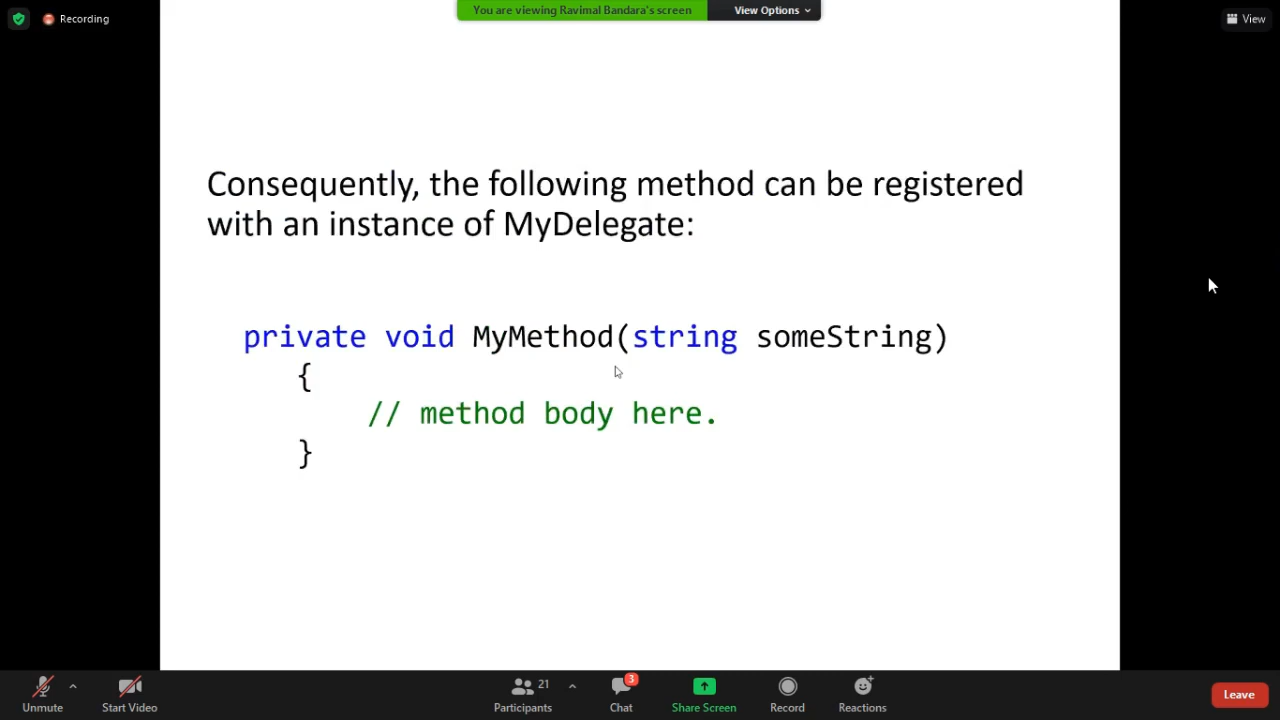 Recording
You are viewing Ravimal Bandara's screen
View Options
View
Consequently, the following method can be registered
with an instance of MyDelegate:
private void MyMethod(string someString)
{
// method body here.
}
Unmute
Start Video
21
Participants
3
Chat
Share Screen
Record
Reactions
Leave